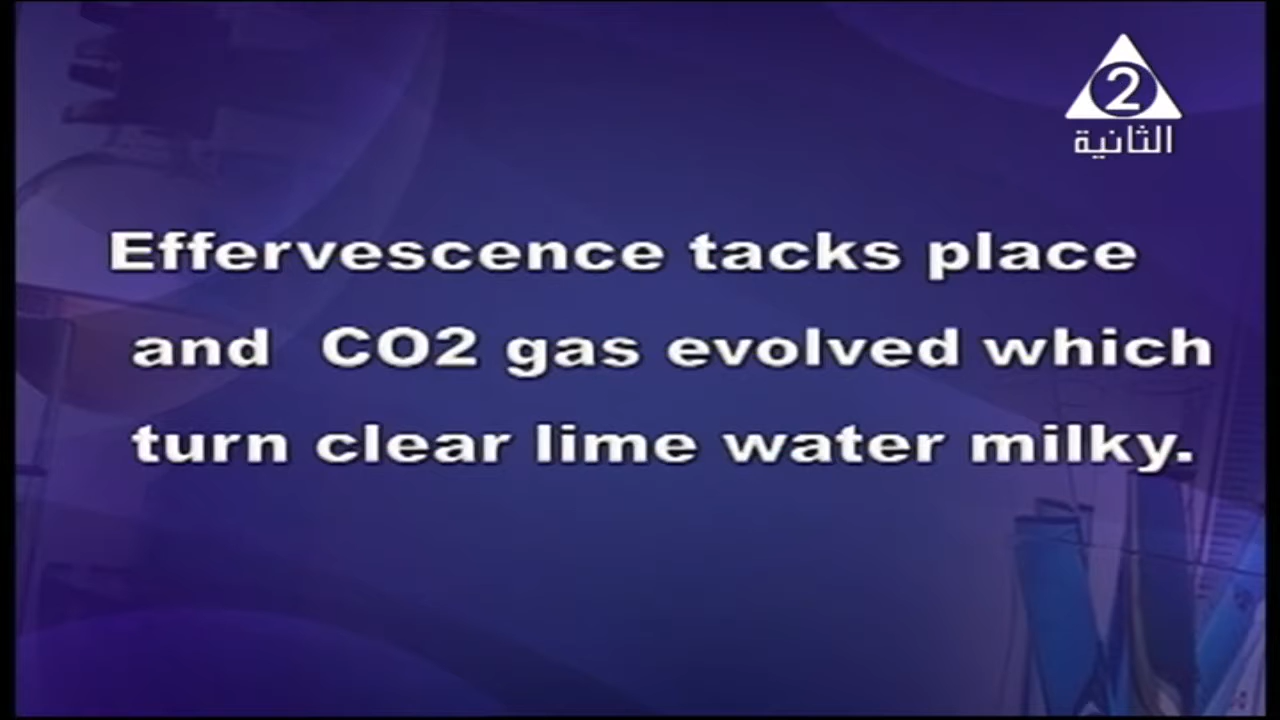 2
الثانية
Effervescence tacks place
and CO2 gas evolved which
turn clear lime water milky.